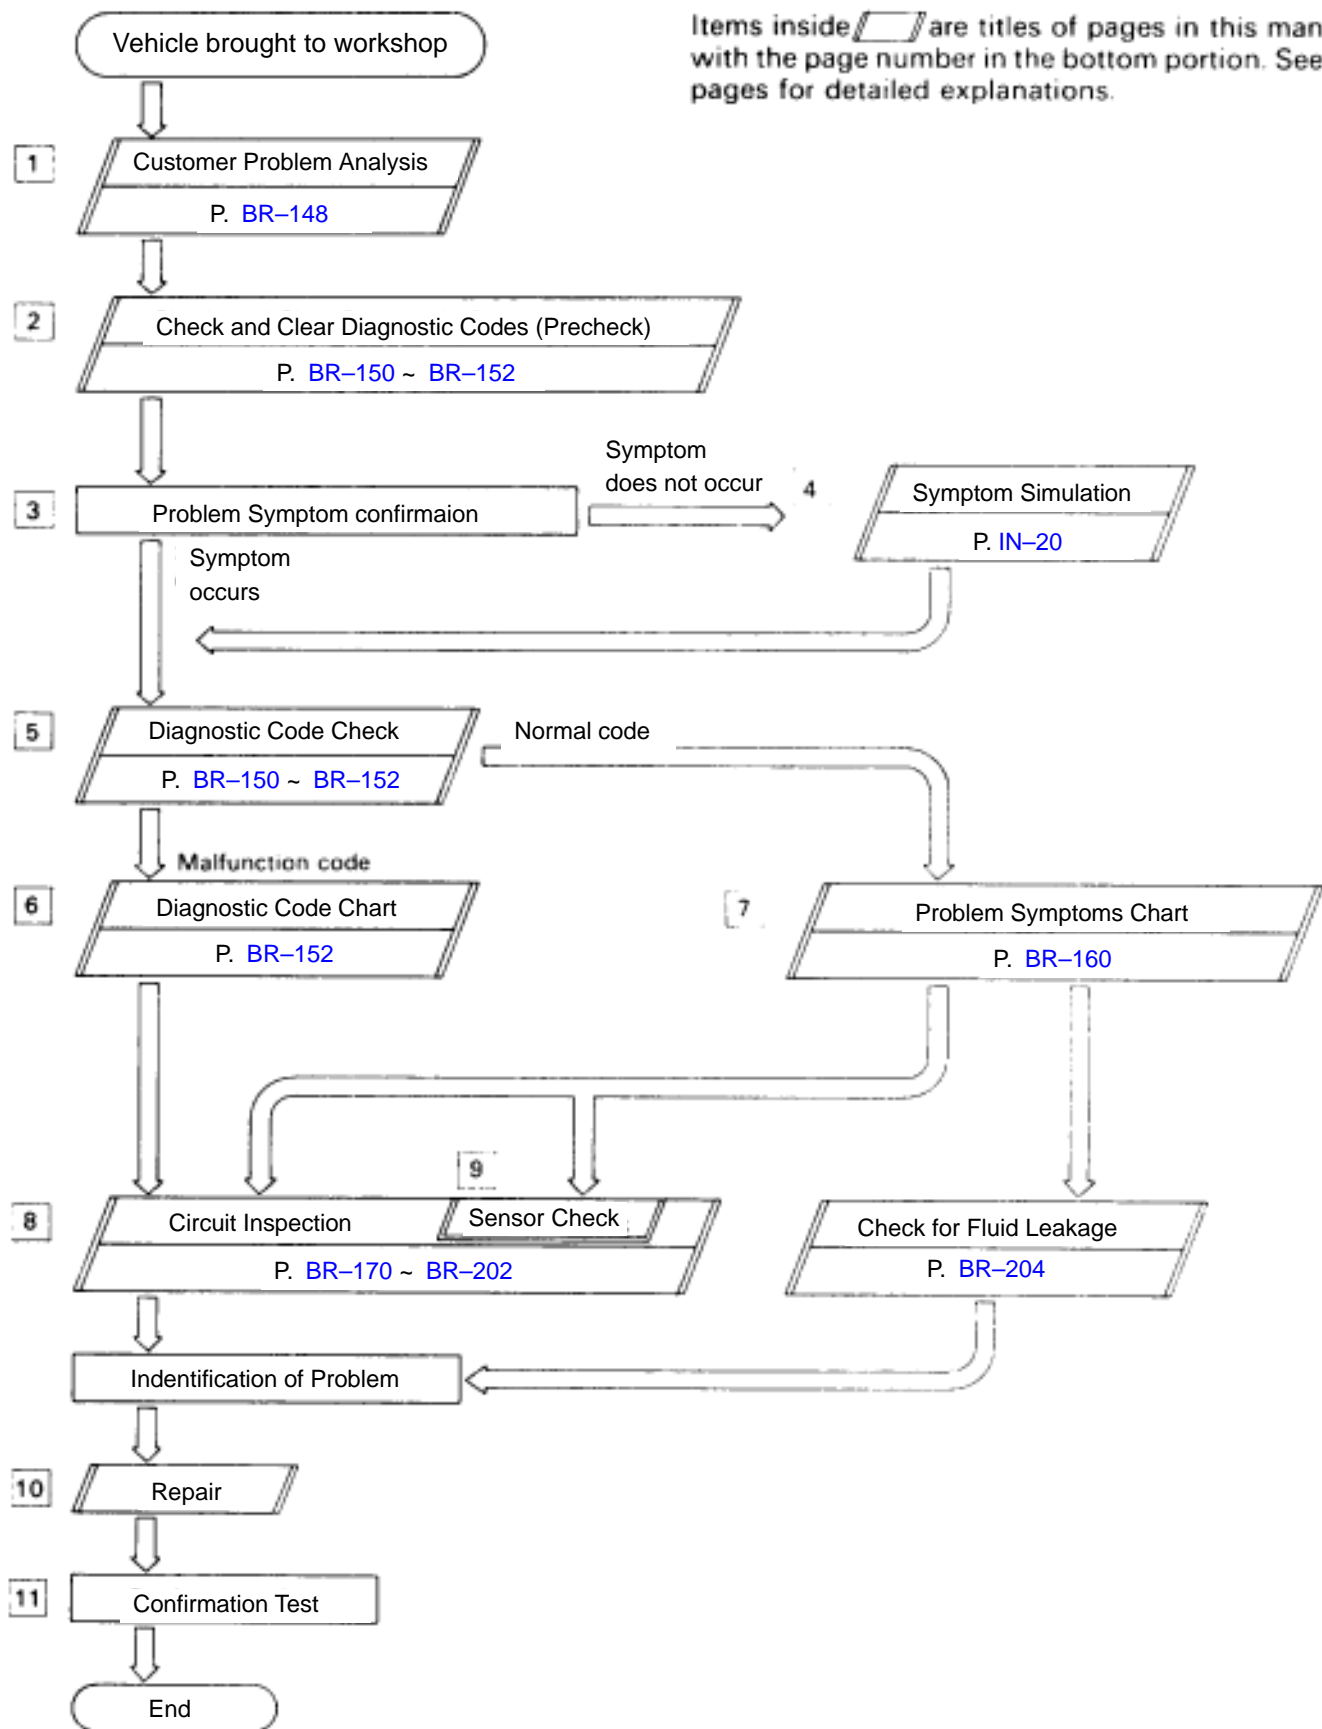 Vehicle brought to workshop
Items inside are titles of pages in this man
with the page number in the bottom portion. See
pages for detailed explanations.
1
Customer Problem Analysis
P. BR–148
2
Check and Clear Diagnostic Codes (Precheck)
P. BR–150 ~ BR–152
Symptom
does not occur
3
Problem Symptom confirmaion
4
Symptom Simulation
P. IN–20
Symptom
occurs
5
Diagnostic Code Check
P. BR–150 ~ BR–152
Normal code
Malfunction code
6
Diagnostic Code Chart
P. BR–152
7
Problem Symptoms Chart
P. BR–160
8
Circuit Inspection
9
Sensor Check
P. BR–170 ~ BR–202
Check for Fluid Leakage
P. BR–204
Indentification of Problem
10
Repair
11
Confirmation Test
End